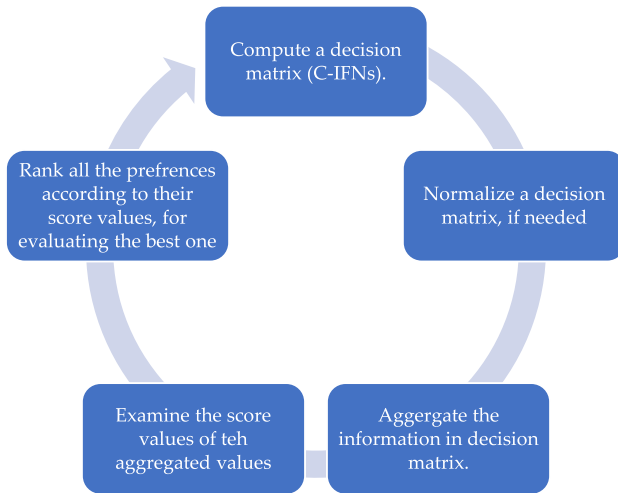 Compute a decision
matrix (C-IFNs).
Normalize a decision
matrix, if needed
Aggergate the
information in decision
matrix.
Examine the score
values of teh
aggregated values
Rank all the prefrences
according to their
score values, for
evaluating the best one